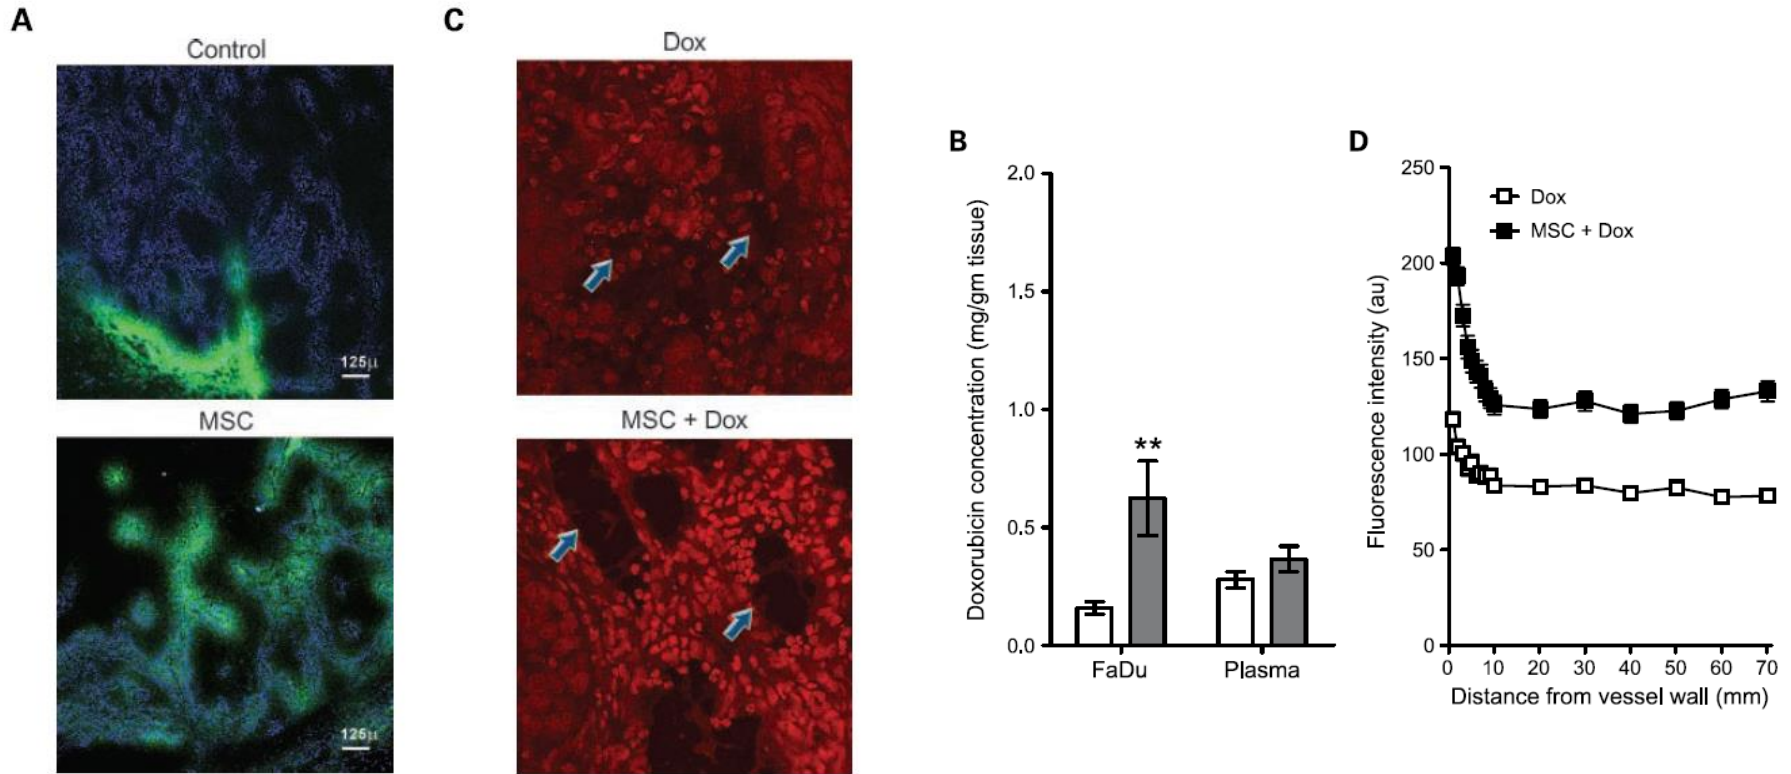 A
Control
125μ
MSC
125μ
C
Dox
MSC + Dox
B
Doxorubicin concentration (mg/gm tissue)
2.0
1.5
1.0
0.5
0.0
**
FaDu
Plasma
D
Fluorescence intensity (au)
250
200
150
100
50
0
Dox
MSC + Dox
0 10 20 30 40 50 60 70
Distance from vessel wall (mm)